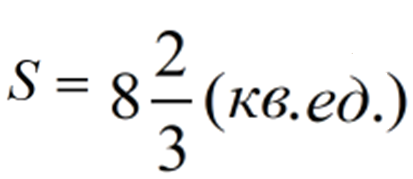 S = 8 2/3 (кв.ед.)